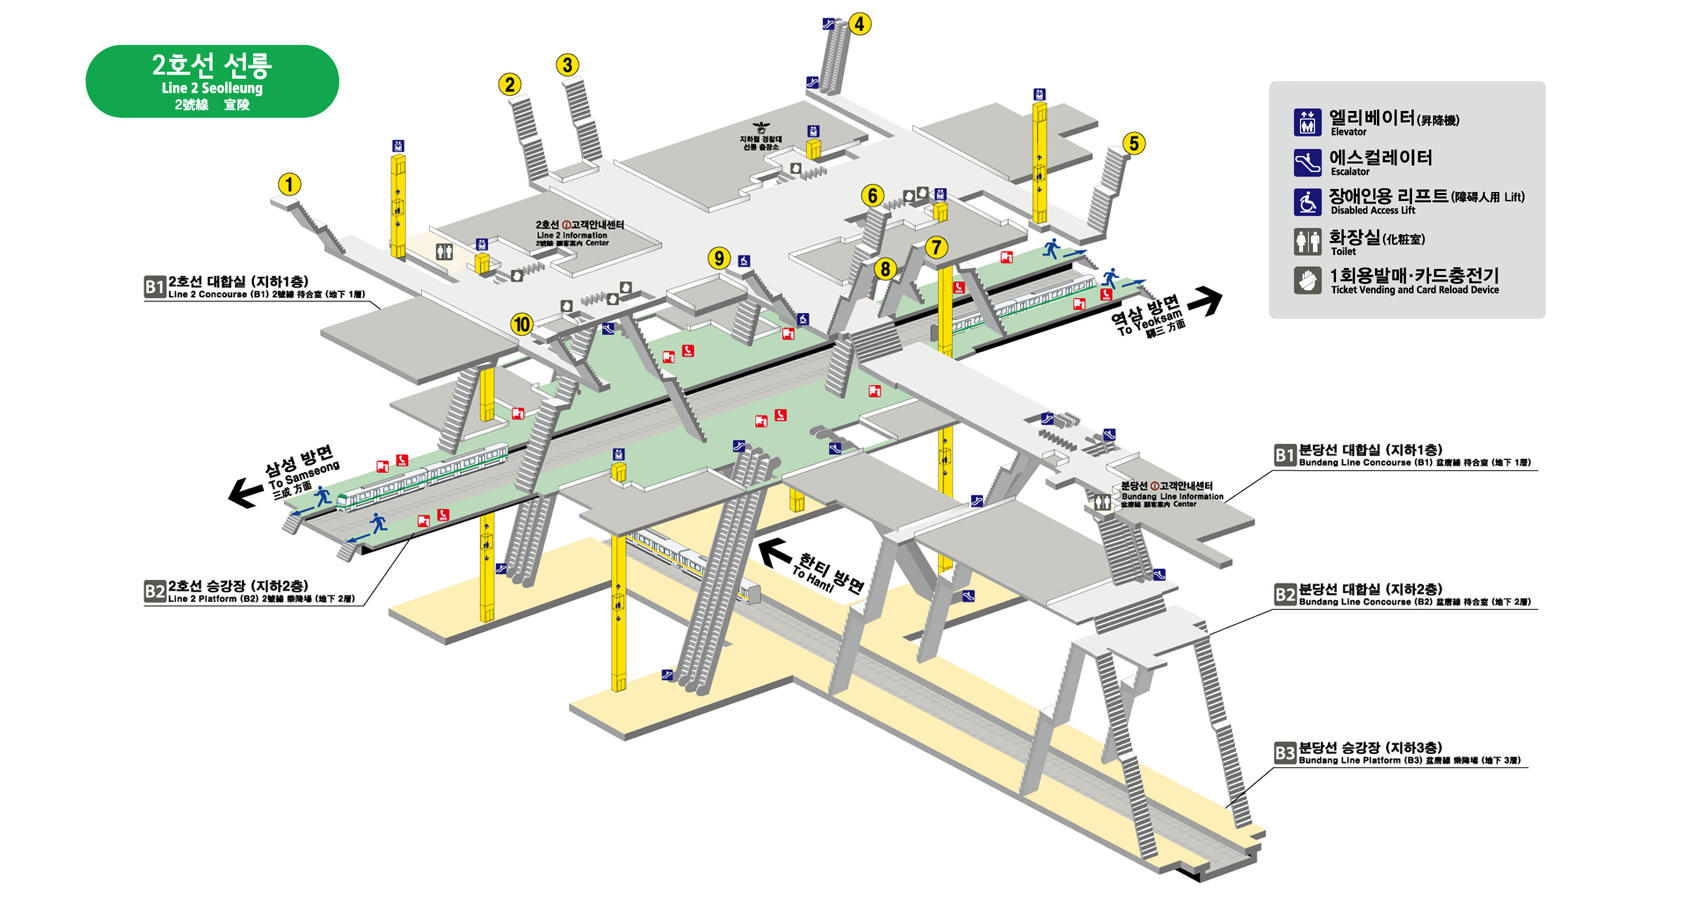 2호선 선릉
Line 2 Seolleung
2號線 宣陵
1
2
3
4
5
6
7
8
9
10
지하철 경찰대
선릉 출장소
2호선 ⓘ고객안내센터
Line 2 Information
2號線 顧客案內 Center
B1 2호선 대합실 (지하1층)
Line 2 Concourse (B1) 2號線 待合室 (地下 1層)
B2 2호선 승강장 (지하2층)
Line 2 Platform (B2) 2號線 乘降場 (地下 2層)
삼성 방면
To Samseong
三成 方面
역삼 방면
To Yeoksam
驛三 方面
한티 방면
To Hanti
분당선 ⓘ고객안내센터
Bundang Line Information
盆唐線 顧客案內 Center
B1 분당선 대합실 (지하1층)
Bundang Line Concourse (B1) 盆唐線 待合室 (地下 1層)
B2 분당선 대합실 (지하2층)
Bundang Line Concourse (B2) 盆唐線 待合室 (地下 2層)
B3 분당선 승강장 (지하3층)
Bundang Line Platform (B3) 盆唐線 乘降場 (地下 3層)
엘리베이터(昇降機)
Elevator
에스컬레이터
Escalator
장애인용 리프트(障碍人用 Lift)
Disabled Access Lift
화장실(化粧室)
Toilet
1회용발매·카드충전기
Ticket Vending and Card Reload Device